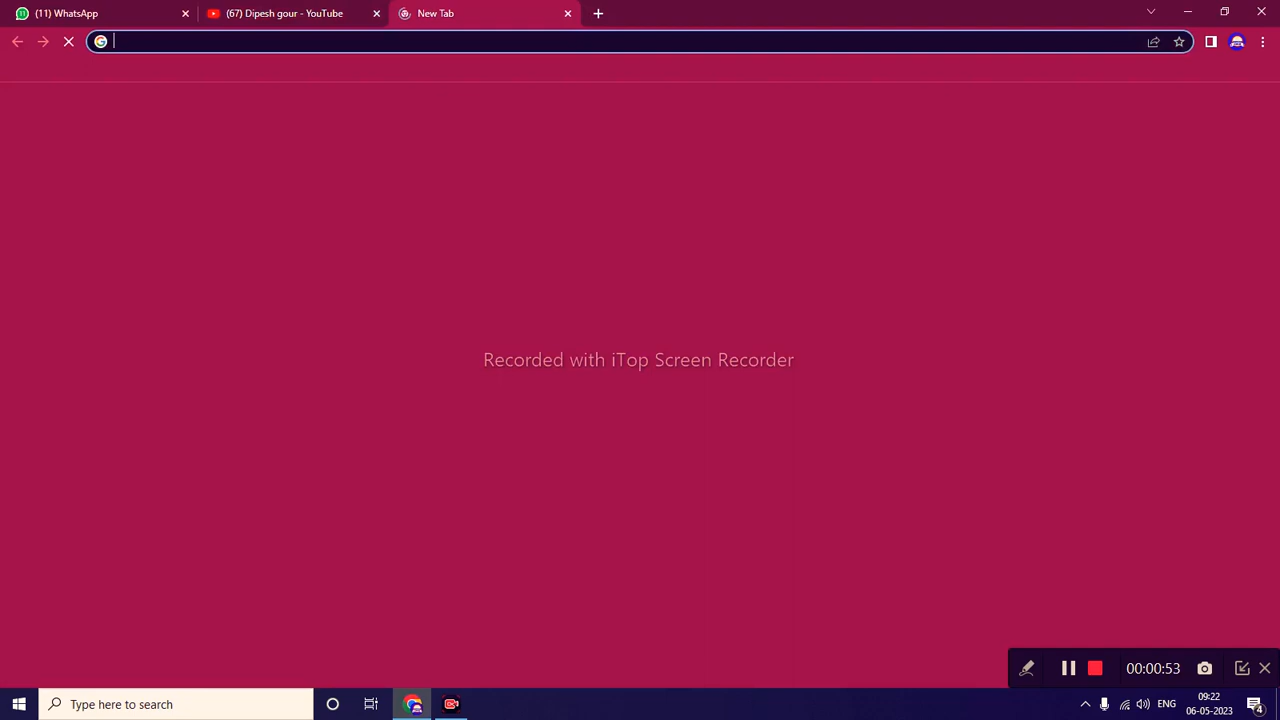 (11) WhatsApp
(67) Dipesh gour - YouTube
New Tab
Recorded with iTop Screen Recorder
00:00:53
Type here to search
ENG
09:22
06-05-2023
4